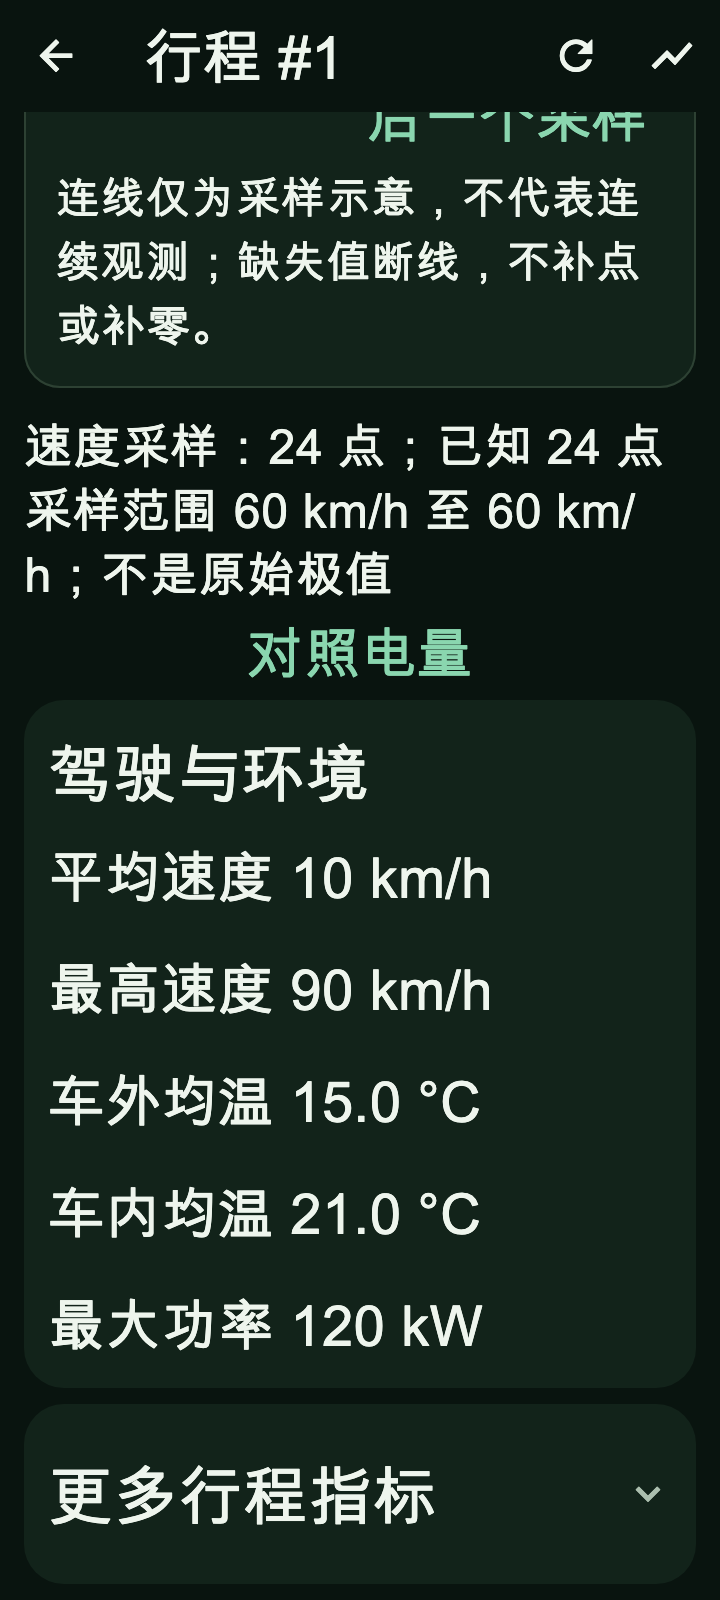 行程 #1
后一个采样
连线仅为采样示意，不代表连
续观测；缺失值断线，不补点
或补零。
速度采样：24 点；已知 24 点
采样范围 60 km/h 至 60 km/
h；不是原始极值
对照电量
驾驶与环境
平均速度 10 km/h
最高速度 90 km/h
车外均温 15.0 °C
车内均温 21.0 °C
最大功率 120 kW
更多行程指标